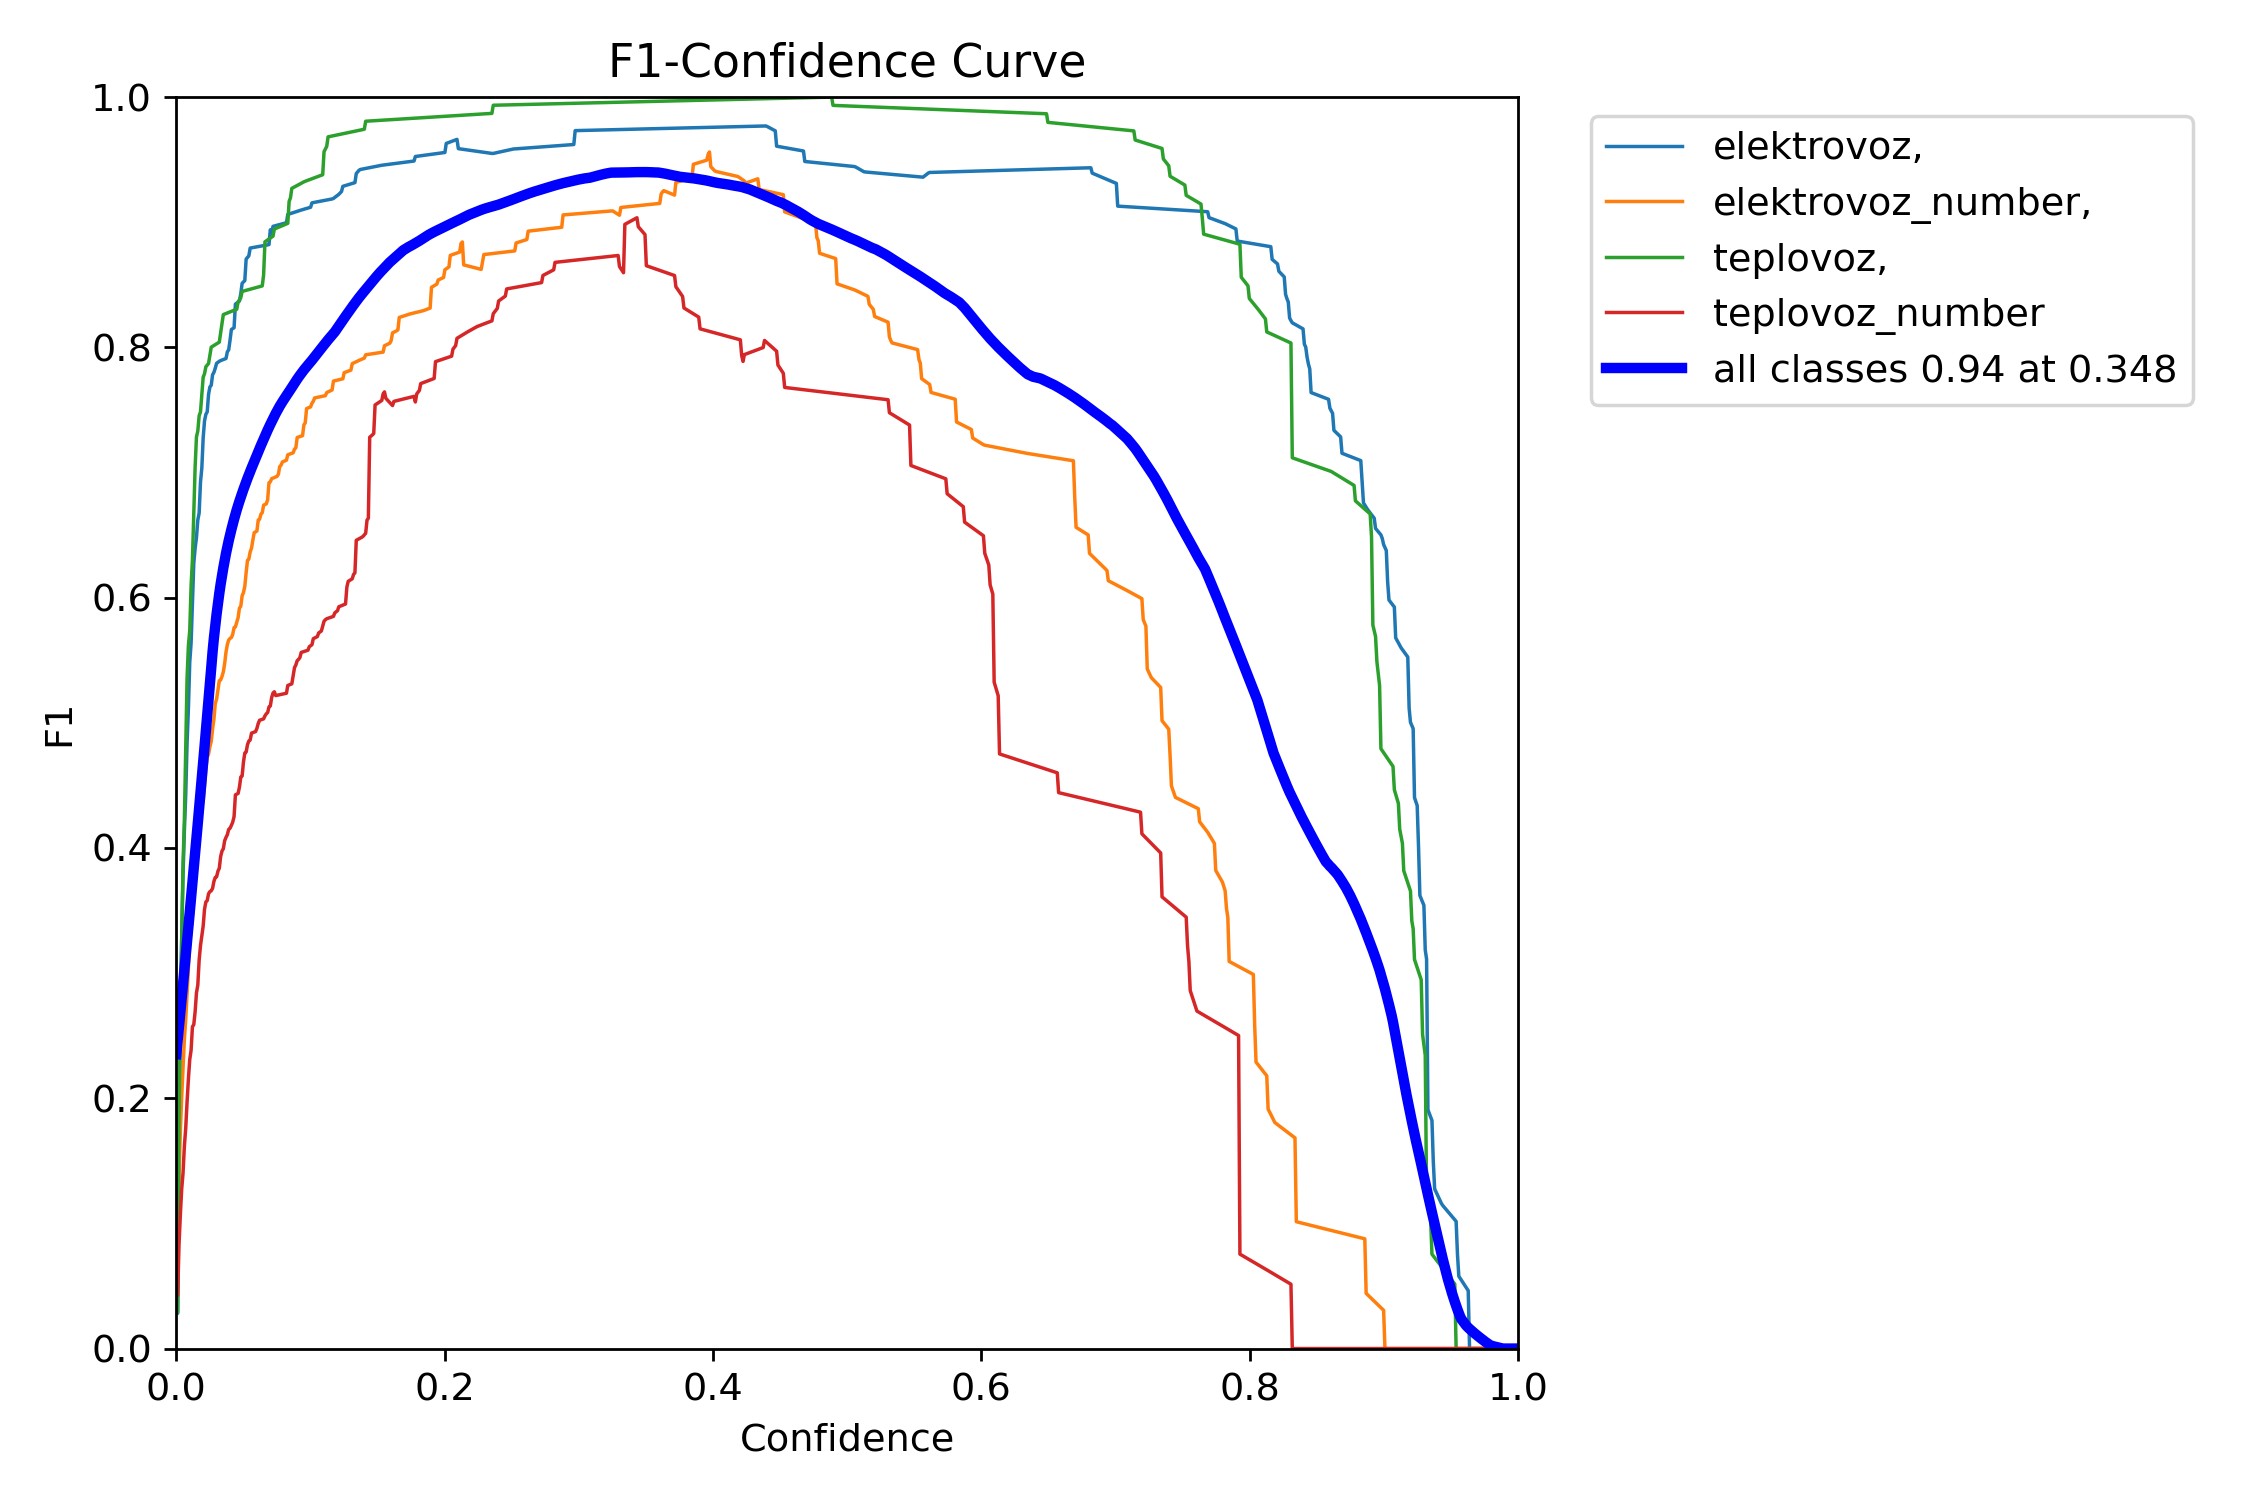 F1-Confidence Curve
1.0
0.8
0.6
0.4
0.2
0.0
F1
0.0 0.2 0.4 0.6 0.8 1.0
Confidence
elektrovoz,
elektrovoz_number,
teplovoz,
teplovoz_number
all classes 0.94 at 0.348